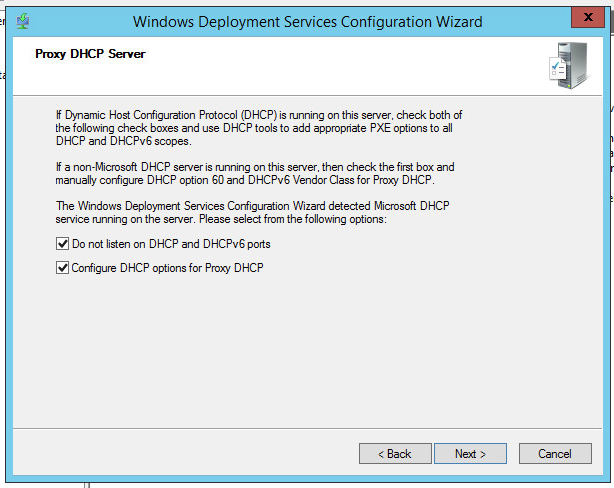 Windows Deployment Services Configuration Wizard
x
Proxy DHCP Server
If Dynamic Host Configuration Protocol (DHCP) is running on this server, check both of
the following check boxes and use DHCP tools to add appropriate PXE options to all
DHCP and DHCPv6 scopes.
If a non-Microsoft DHCP server is running on this server, then check the first box and
manually configure DHCP option 60 and DHCPv6 Vendor Class for Proxy DHCP.
The Windows Deployment Services Configuration Wizard detected Microsoft DHCP
service running on the server. Please select from the following options:
Do not listen on DHCP and DHCPv6 ports
Configure DHCP options for Proxy DHCP
< Back
Next >
Cancel